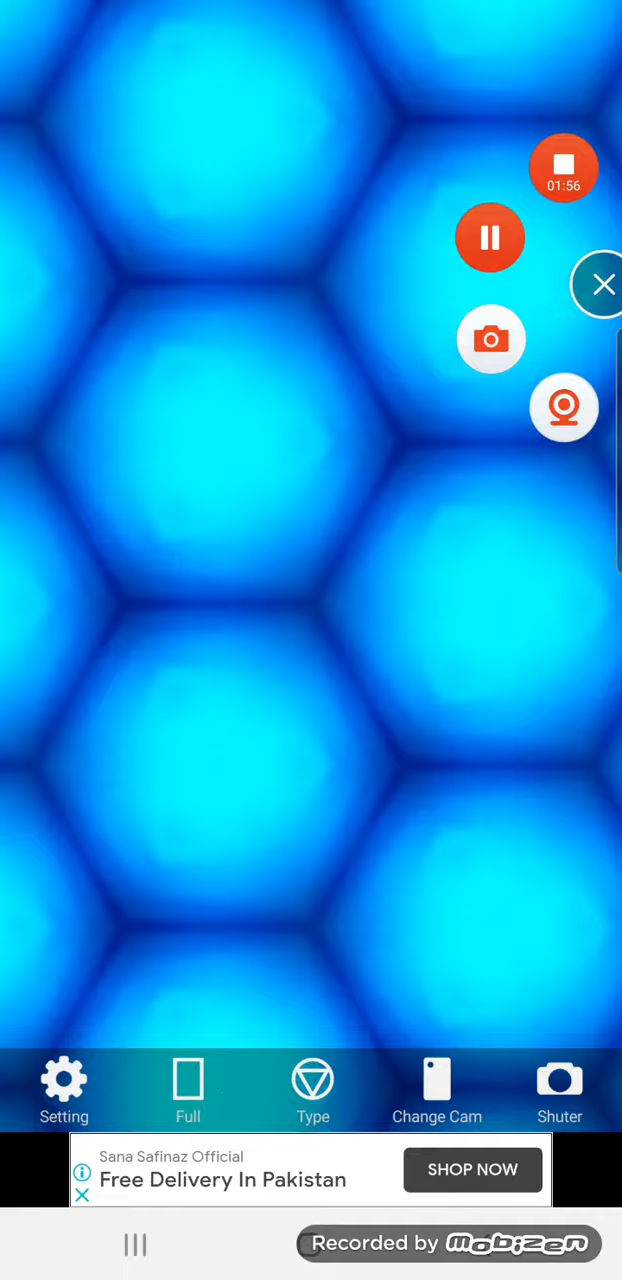 01:56
Setting
Full
Type
Change Cam
Shuter
Sana Safinaz Official
Free Delivery In Pakistan
SHOP NOW
Recorded by mobizen